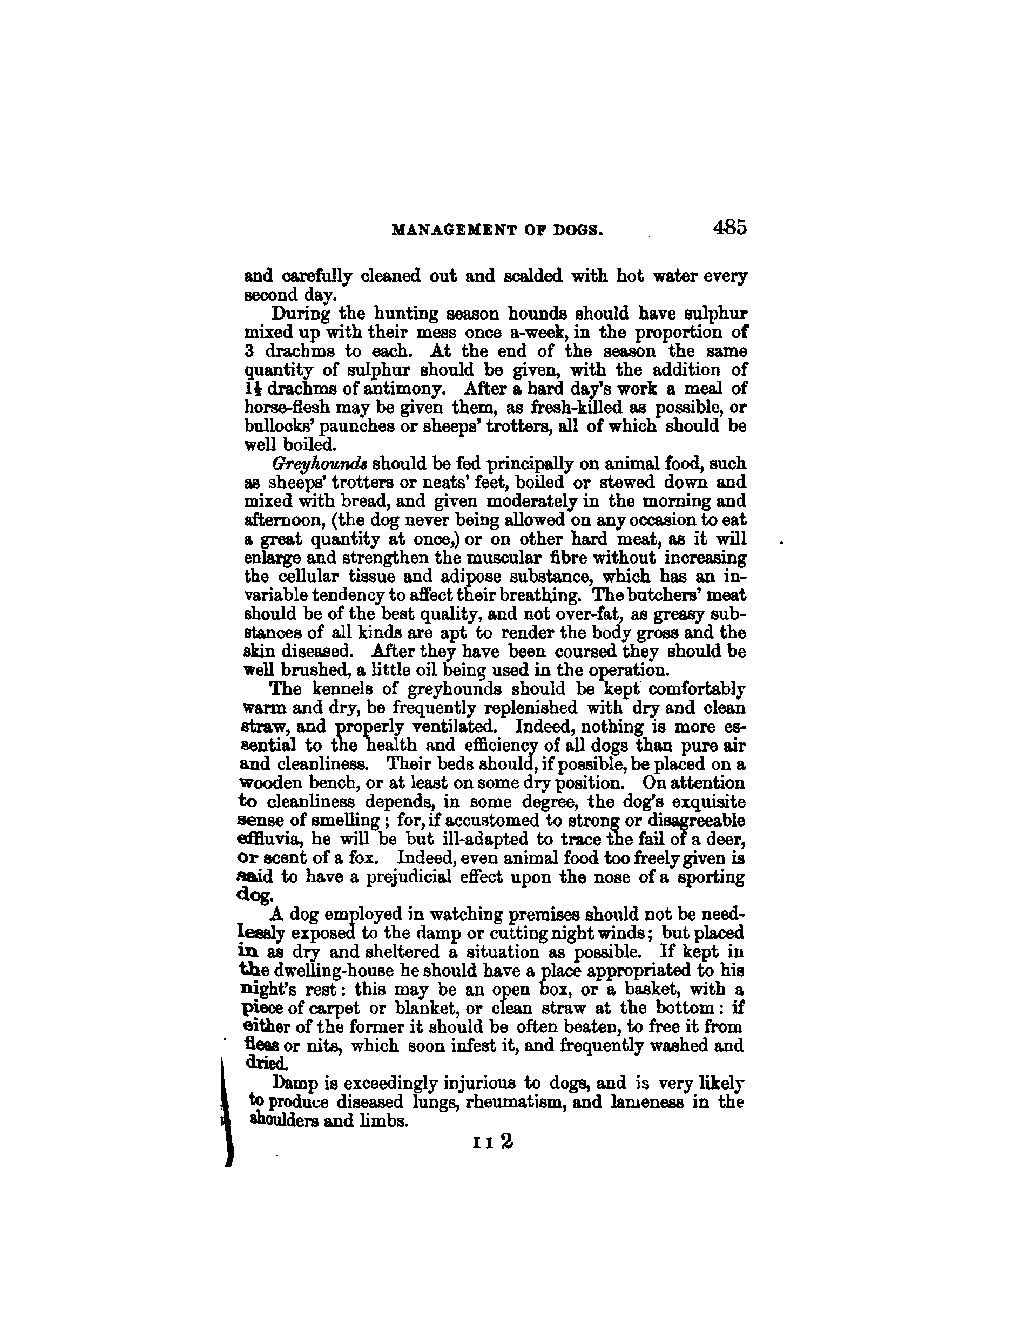 MANAGEMENT OF DOGS. 485
and carefully cleaned out and scalded with hot water every
second day.
During the hunting season hounds should have sulphur
mixed up with their mess once a-week, in the proportion of
3 drachms to each. At the end of the season the same
quantity of sulphur should be given, with the addition of
1½ drachms of antimony. After a hard day's work a meal of
horse-flesh may be given them, as fresh-killed as possible, or
bullocks' paunches or sheeps' trotters, all of which should be
well boiled.
Greyhounds should be fed principally on animal food, such
as sheeps' trotters or neats' feet, boiled or stewed down and
mixed with bread, and given moderately in the morning and
afternoon, (the dog never being allowed on any occasion to eat
a great quantity at once,) or on other hard meat, as it will
enlarge and strengthen the muscular fibre without increasing
the cellular tissue and adipose substance, which has an in-
variable tendency to affect their breathing. The butchers' meat
should be of the best quality, and not over-fat, as greasy sub-
stances of all kinds are apt to render the body gross and the
skin diseased. After they have been coursed they should be
well brushed, a little oil being used in the operation.
The kennels of greyhounds should be kept comfortably
warm and dry, be frequently replenished with dry and clean
straw, and properly ventilated. Indeed, nothing is more es-
sential to the health and efficiency of all dogs than pure air
and cleanliness. Their beds should, if possible, be placed on a
wooden bench, or at least on some dry position. On attention
to cleanliness depends, in some degree, the dog's exquisite
sense of smelling; for, if accustomed to strong or disagreeable
effluvia, he will be but ill-adapted to trace the fail of a deer,
or scent of a fox. Indeed, even animal food too freely given is
said to have a prejudicial effect upon the nose of a sporting
dog.
A dog employed in watching premises should not be need-
lessly exposed to the damp or cutting night winds; but placed
in as dry and sheltered a situation as possible. If kept in
the dwelling-house he should have a place appropriated to his
night's rest: this may be an open box, or a basket, with a
piece of carpet or blanket, or clean straw at the bottom: if
either of the former it should be often beaten, to free it from
fleas or nits, which soon infest it, and frequently washed and
dried.
Damp is exceedingly injurious to dogs, and is very likely
to produce diseased lungs, rheumatism, and lameness in the
shoulders and limbs.
I I 2